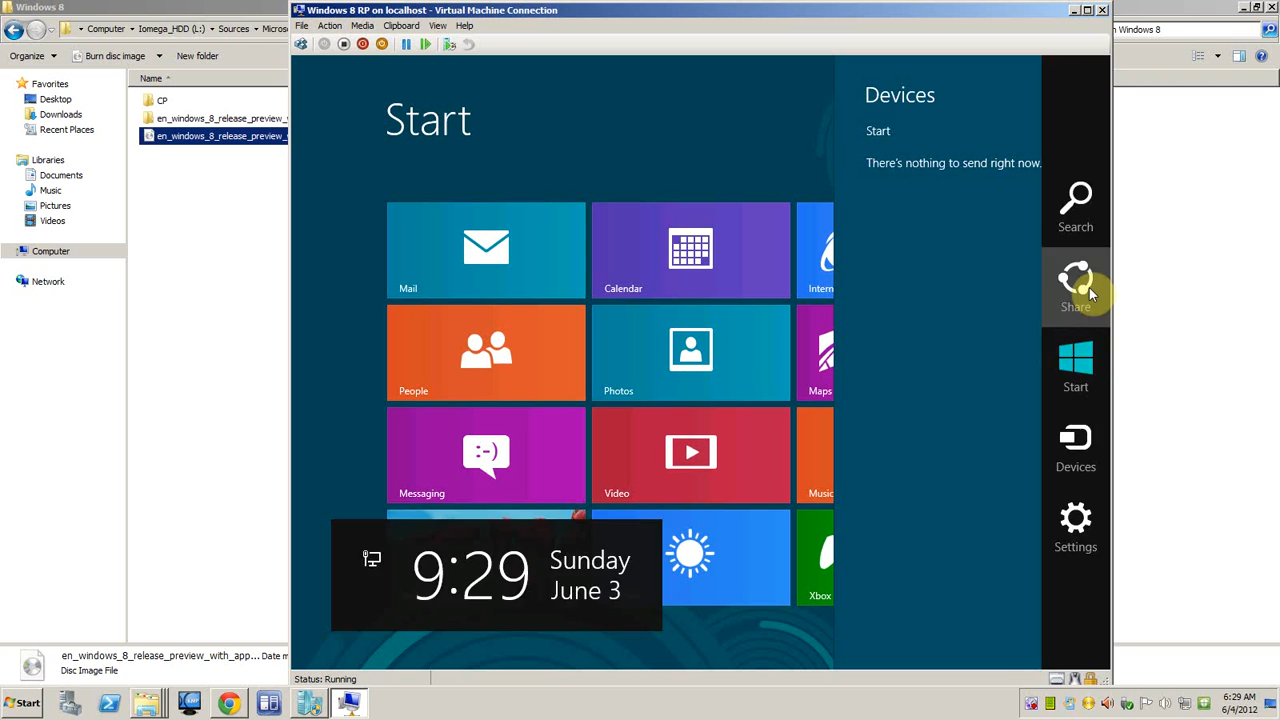 Windows 8
Windows 8 RP on localhost - Virtual Machine Connection
File Action Media Clipboard View Help
Computer Iomega_HDD (L:) Sources Micros
Windows 8
Organize Burn disc image New folder
Name
Favorites
Desktop
Downloads
Recent Places
Libraries
Documents
Music
Pictures
Videos
Computer
Network
CP
en_windows_8_release_preview_
en_windows_8_release_preview_
Start
Mail
Calendar
Intern
People
Photos
Maps
Messaging
Video
Music
Xbox
9:29
Sunday
June 3
Devices
Start
There's nothing to send right now.
Search
Share
Start
Devices
Settings
Status: Running
en_windows_8_release_preview_with_app... Date m
Disc Image File
Start
6:29 AM
6/4/2012